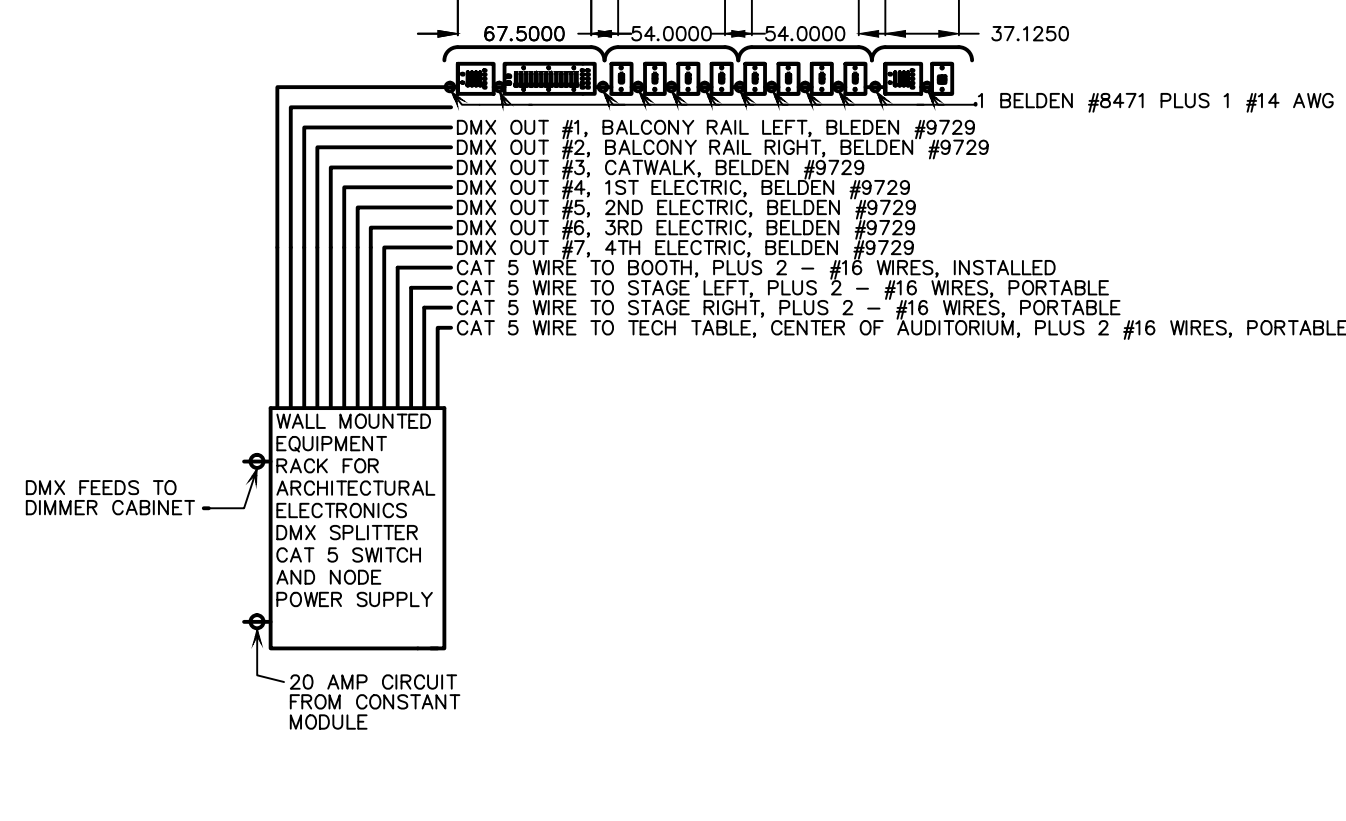 67.5000 54.0000 54.0000 37.1250
1 BELDEN #8471 PLUS 1 #14 AWG
DMX OUT #1, BALCONY RAIL LEFT, BLEDEN #9729
DMX OUT #2, BALCONY RAIL RIGHT, BELDEN #9729
DMX OUT #3, CATWALK, BELDEN #9729
DMX OUT #4, 1ST ELECTRIC, BELDEN #9729
DMX OUT #5, 2ND ELECTRIC, BELDEN #9729
DMX OUT #6, 3RD ELECTRIC, BELDEN #9729
DMX OUT #7, 4TH ELECTRIC, BELDEN #9729
CAT 5 WIRE TO BOOTH, PLUS 2 – #16 WIRES, INSTALLED
CAT 5 WIRE TO STAGE LEFT, PLUS 2 – #16 WIRES, PORTABLE
CAT 5 WIRE TO STAGE RIGHT, PLUS 2 – #16 WIRES, PORTABLE
CAT 5 WIRE TO TECH TABLE, CENTER OF AUDITORIUM, PLUS 2 #16 WIRES, PORTABLE
WALL MOUNTED
EQUIPMENT
RACK FOR
ARCHITECTURAL
ELECTRONICS
DMX SPLITTER
CAT 5 SWITCH
AND NODE
POWER SUPPLY
DMX FEEDS TO
DIMMER CABINET
20 AMP CIRCUIT
FROM CONSTANT
MODULE